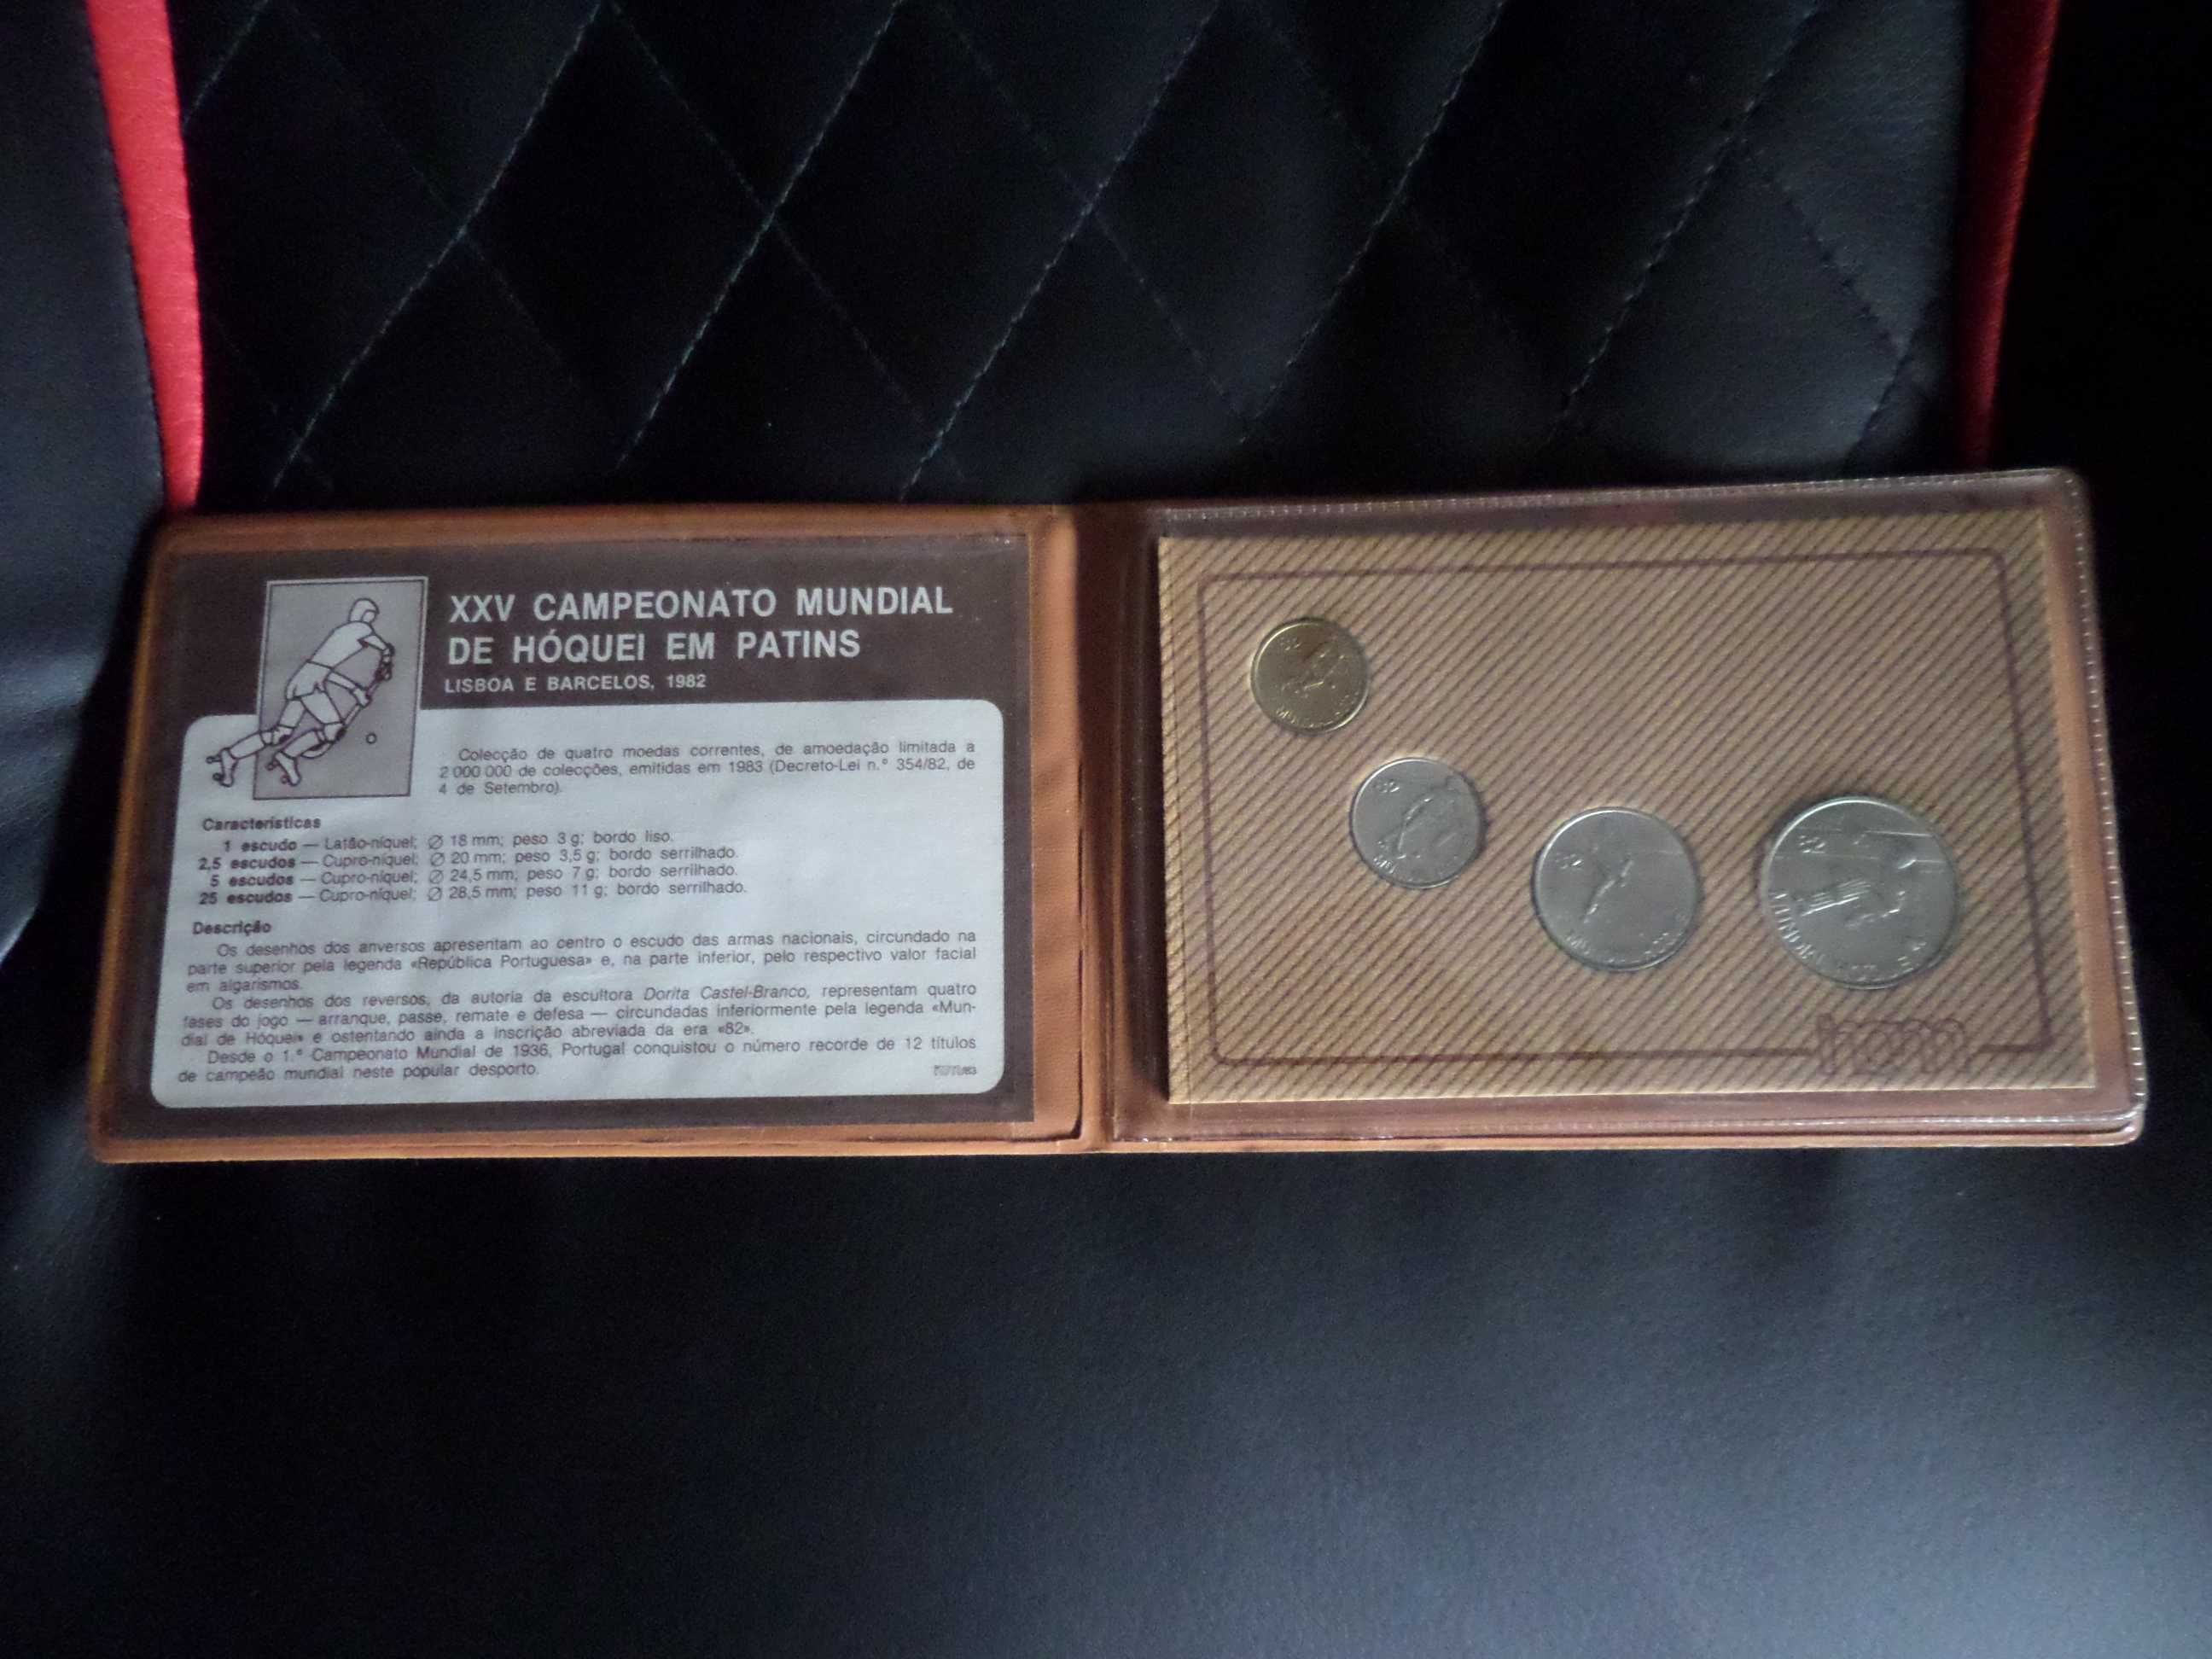 XXV CAMPEONATO MUNDIAL
DE HÓQUEI EM PATINS
LISBOA E BARCELOS, 1982
Colecção de quatro moedas correntes, de amoedação limitada a
2 000 000 de colecções, emitidas em 1983 (Decreto-Lei n.º 354/82, de
4 de Setembro).
Características
1 escudo — Latão-níquel; Ø 18 mm; peso 3 g; bordo liso.
2,5 escudos — Cupro-níquel; Ø 20 mm; peso 3,5 g; bordo serrilhado.
5 escudos — Cupro-níquel; Ø 24,5 mm; peso 7 g; bordo serrilhado.
25 escudos — Cupro-níquel; Ø 28,5 mm; peso 11 g; bordo serrilhado.
Descrição
Os desenhos dos anversos apresentam ao centro o escudo das armas nacionais, circundado na
parte superior pela legenda «República Portuguesa» e, na parte inferior, pelo respectivo valor facial
em algarismos.
Os desenhos dos reversos, da autoria da escultora Dorita Castel-Branco, representam quatro
fases do jogo — arranque, passe, remate e defesa — circundadas inferiormente pela legenda «Mun-
dial de Hóquei» e ostentando ainda a inscrição abreviada da era «82».
Desde o 1.º Campeonato Mundial de 1936, Portugal conquistou o número recorde de 12 títulos
de campeão mundial neste popular desporto.
82
82
82
82